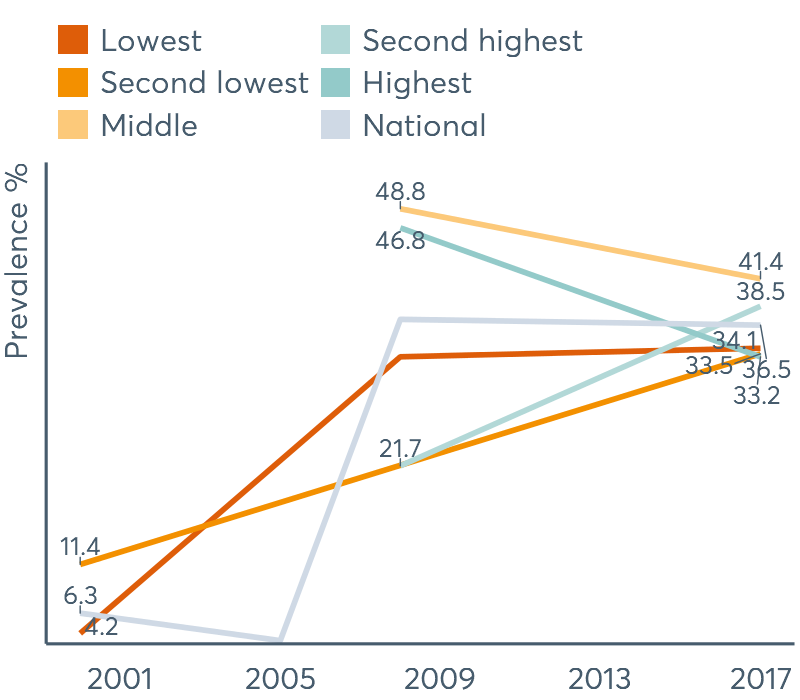 Lowest
Second lowest
Middle
Second highest
Highest
National
Prevalence %
48.8
46.8
41.4
38.5
34.1
33.5
36.5
33.2
21.7
11.4
6.3
4.2
2001 2005 2009 2013 2017